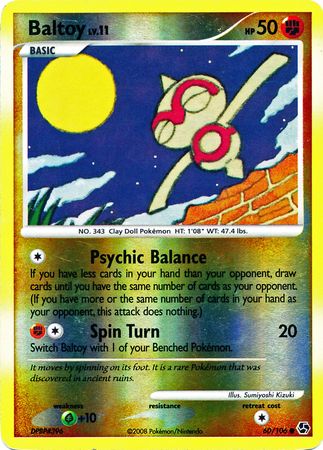 Baltoy LV.11 HP 50
BASIC
NO. 343 Clay Doll Pokémon HT: 1'08" WT: 47.4 lbs.
Psychic Balance
If you have less cards in your hand than your opponent, draw
cards until you have the same number of cards as your opponent.
(If you have more or the same number of cards in your hand as
your opponent, this attack does nothing.)
Spin Turn 20
Switch Baltoy with 1 of your Benched Pokémon.
It moves by spinning on its foot. It is a rare Pokémon that was
discovered in ancient ruins.
Illus. Sumiyoshi Kizuki
weakness resistance retreat cost
+10
DPBP#396 ©2008 Pokémon/Nintendo 60/106